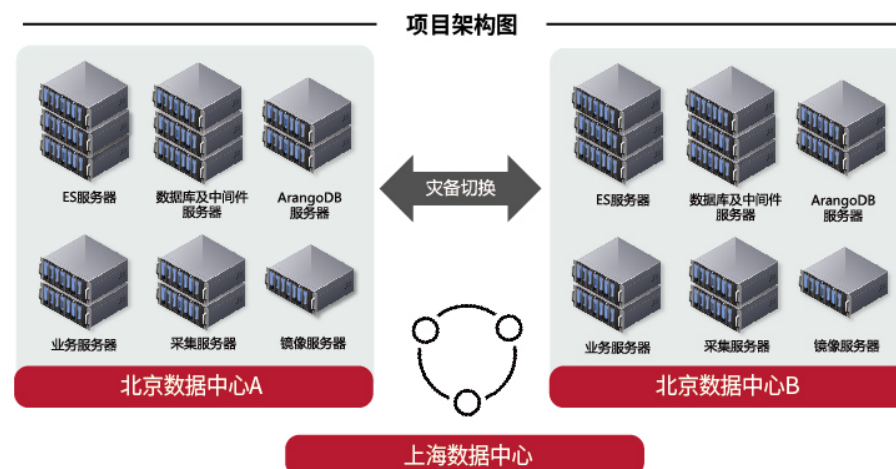 项目架构图
ES服务器
数据库及中间件
服务器
ArangoDB
服务器
业务服务器
采集服务器
镜像服务器
北京数据中心A
灾备切换
ES服务器
数据库及中间件
服务器
ArangoDB
服务器
业务服务器
采集服务器
镜像服务器
北京数据中心B
上海数据中心